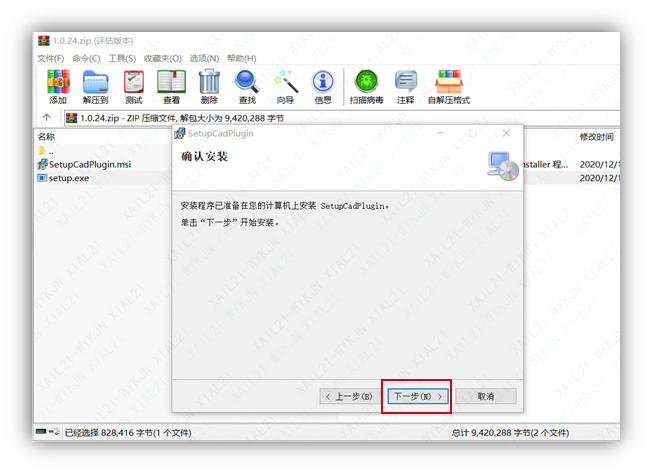 1.0.24.zip (评估版本)
文件(F) 命令(C) 工具(S) 收藏夹(O) 选项(N) 帮助(H)
添加 解压到 测试 查看 删除 查找 向导 信息 扫描病毒 注释 自解压格式
1.0.24.zip - ZIP 压缩文件, 解包大小为 9,420,288 字节
名称 修改时间
..
SetupCadPlugin.msi nstaller 程... 2020/12/1
setup.exe 2020/12/1
SetupCadPlugin
确认安装
安装程序已准备在您的计算机上安装 SetupCadPlugin。
单击“下一步”开始安装。
< 上一步(B) 下一步(N) > 取消
已经选择 828,416 字节(1 个文件) 总计 9,420,288 字节(2 个文件)